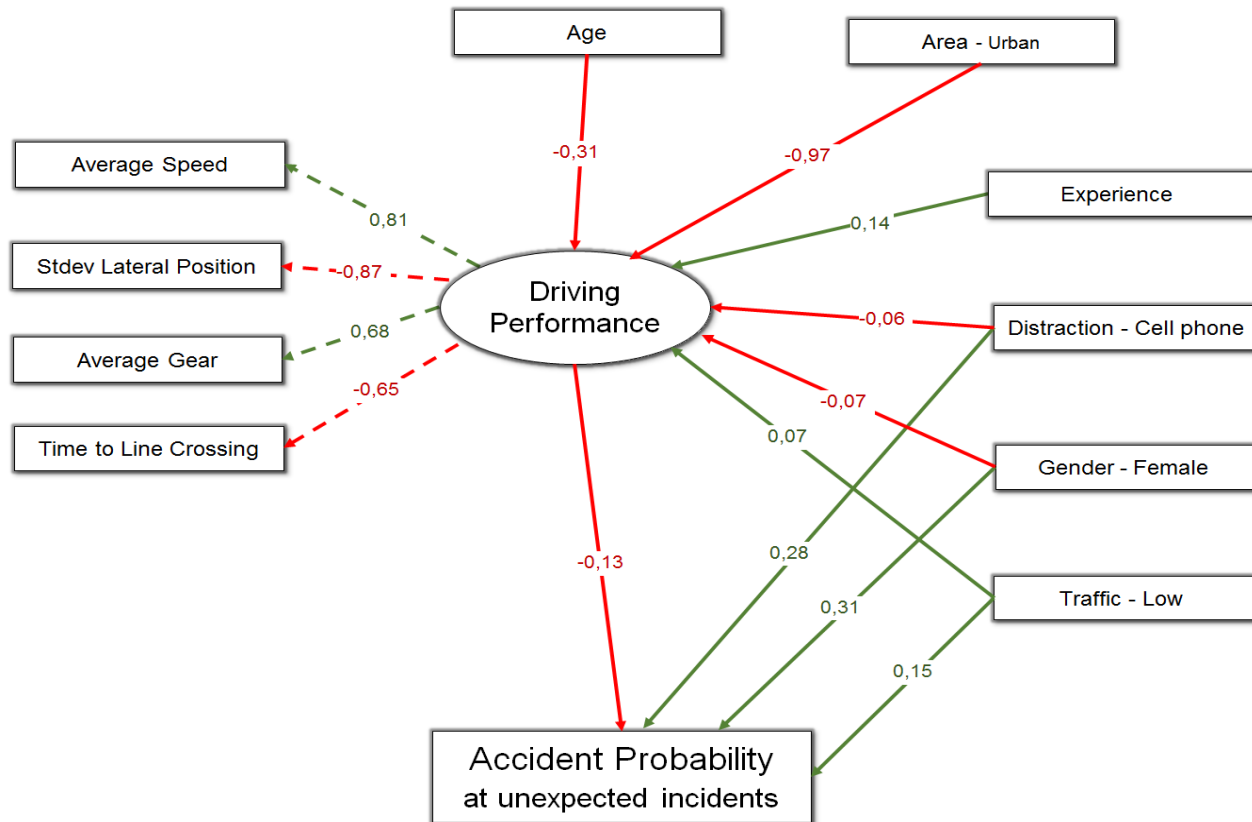 Age
Area - Urban
-0,31
-0,97
Average Speed
Experience
0,81
0,14
Stdev Lateral Position
-0,87
Driving
Performance
-0,06
Distraction - Cell phone
Average Gear
0,68
-0,65
-0,07
Time to Line Crossing
0,07
Gender - Female
-0,13
0,28
0,31
Traffic - Low
0,15
Accident Probability
at unexpected incidents